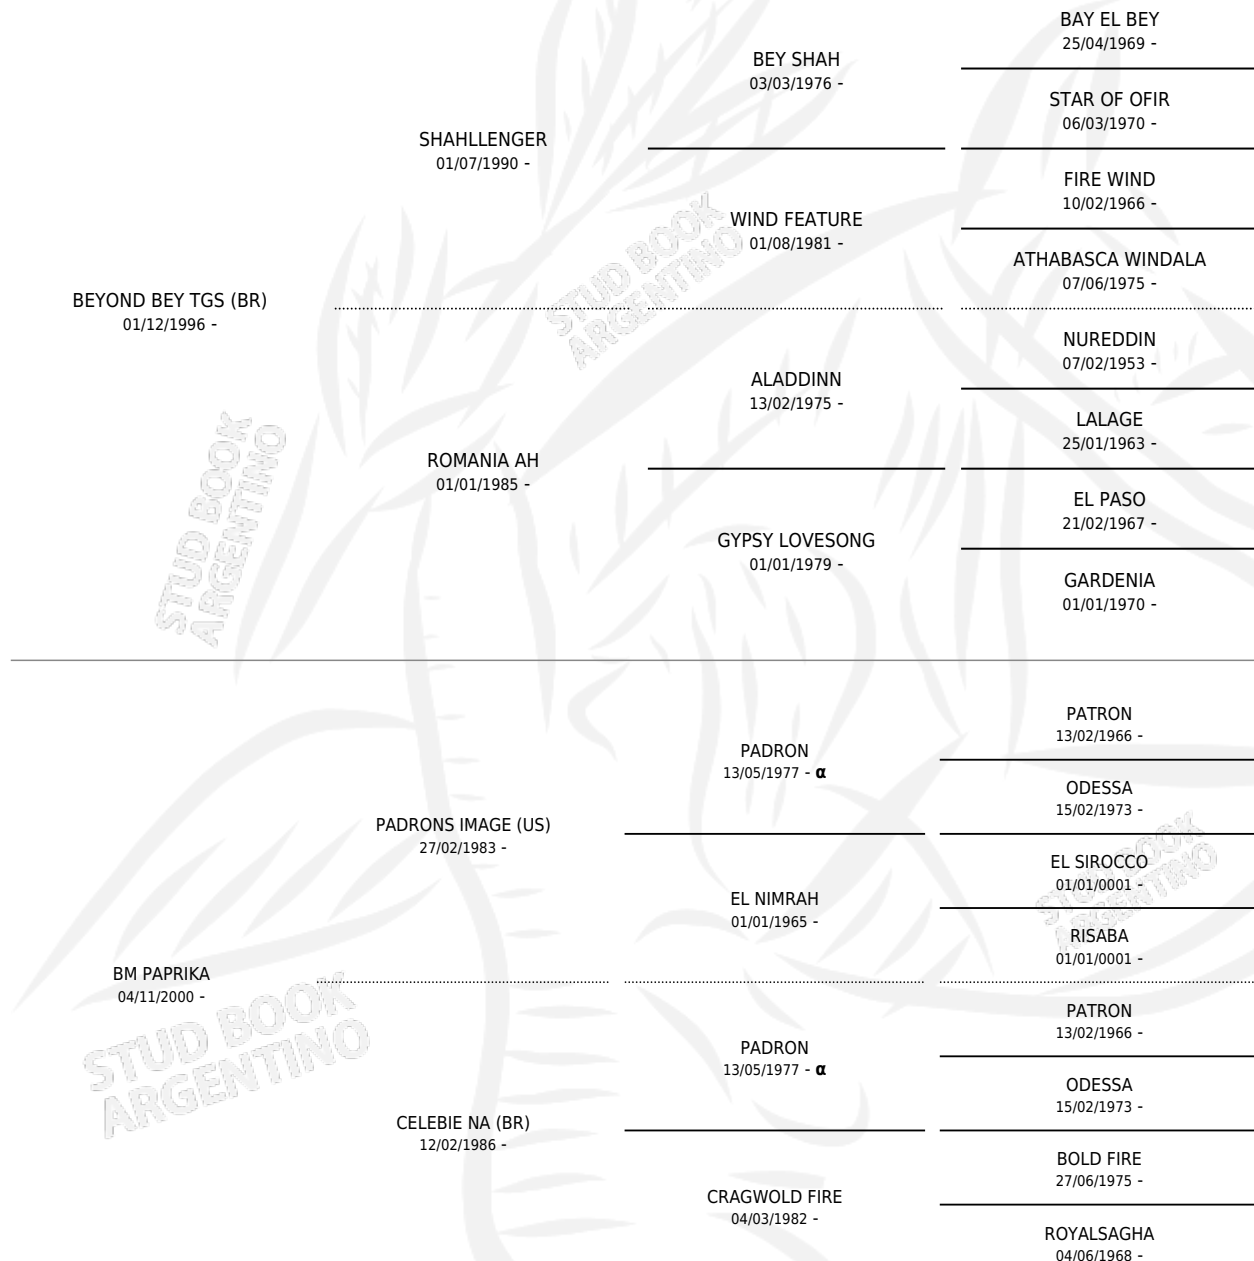 BAY EL BEY
25/04/1969 -
BEY SHAH
03/03/1976 -
STAR OF OFIR
06/03/1970 -
SHAHLLENGER
01/07/1990 -
FIRE WIND
10/02/1966 -
WIND FEATURE
01/08/1981 -
ATHABASCA WINDALA
07/06/1975 -
BEYOND BEY TGS (BR)
01/12/1996 -
NUREDDIN
07/02/1953 -
ALADDINN
13/02/1975 -
LALAGE
25/01/1963 -
ROMANIA AH
01/01/1985 -
EL PASO
21/02/1967 -
GYPSY LOVESONG
01/01/1979 -
GARDENIA
01/01/1970 -
PATRON
13/02/1966 -
PADRON
13/05/1977 - α
ODESSA
15/02/1973 -
PADRONS IMAGE (US)
27/02/1983 -
EL SIROCCO
01/01/0001 -
EL NIMRAH
01/01/1965 -
RISABA
01/01/0001 -
BM PAPRIKA
04/11/2000 -
PATRON
13/02/1966 -
PADRON
13/05/1977 - α
ODESSA
15/02/1973 -
CELEBIE NA (BR)
12/02/1986 -
BOLD FIRE
27/06/1975 -
CRAGWOLD FIRE
04/03/1982 -
ROYALSAGHA
04/06/1968 -
STUD BOOK
ARGENTINO
STUD BOOK
ARGENTINO
STUD BOOK
ARGENTINO
STUD BOOK
ARGENTINO